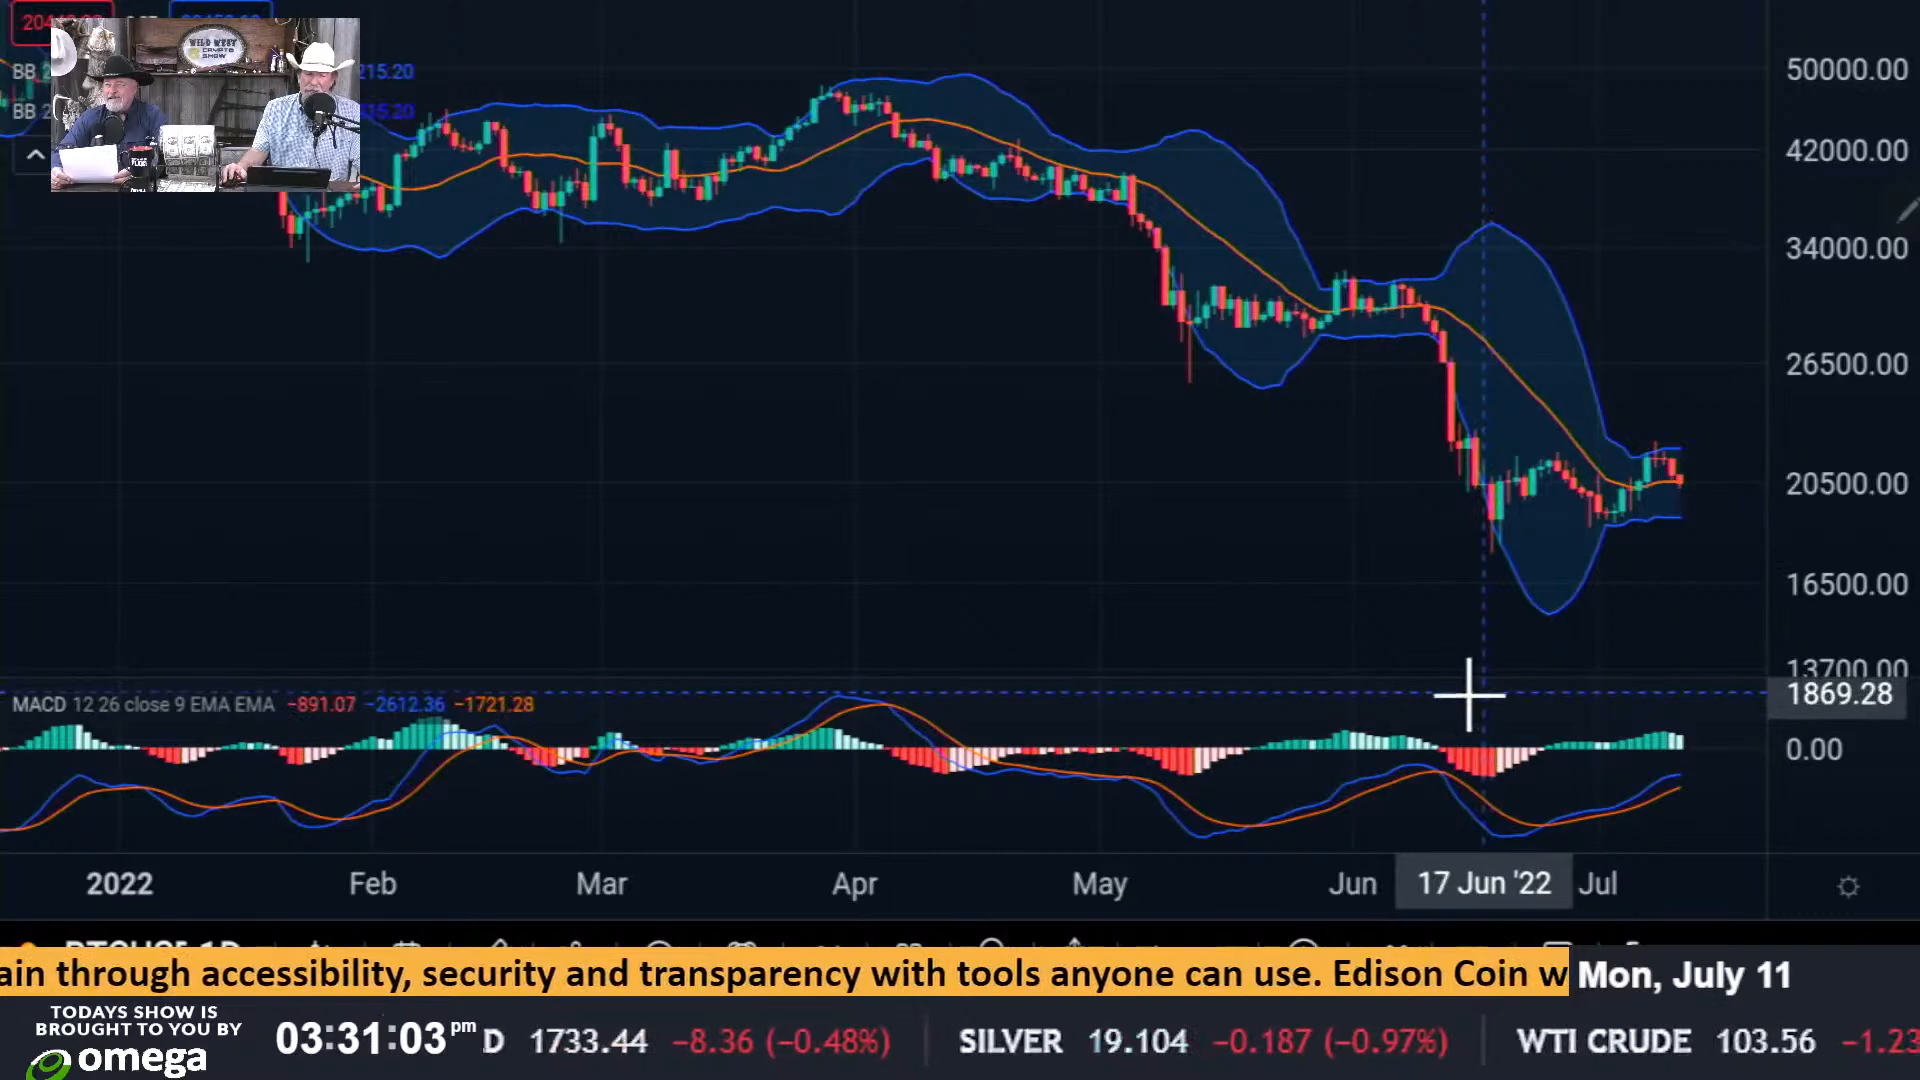 WILD WEST
CRYPTO
SHOW
BB 2
215.20
BB 2
50000.00
42000.00
34000.00
26500.00
20500.00
16500.00
13700.00
MACD 12 26 close 9 EMA EMA −891.07 −2612.36 −1721.28
1869.28
0.00
2022 Feb Mar Apr May Jun 17 Jun '22 Jul
ain through accessibility, security and transparency with tools anyone can use. Edison Coin w
Mon, July 11
TODAYS SHOW IS
BROUGHT TO YOU BY
omega
03:31:03 pm
D 1733.44 −8.36 (−0.48%) SILVER 19.104 −0.187 (−0.97%) WTI CRUDE 103.56 −1.23